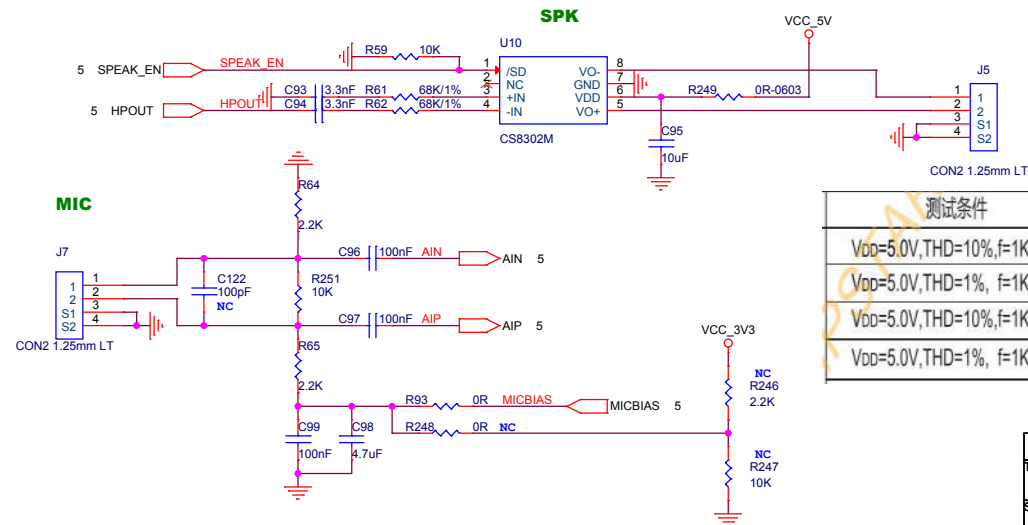 SPK
VCC_5V
U10
R59 10K
5 SPEAK_EN SPEAK_EN
1 /SD VO- 8
2 NC GND 7
3 +IN VDD 6
4 -IN VO+ 5
CS8302M
C93 3.3nF R61 68K/1%
5 HPOUT HPOUT C94 3.3nF R62 68K/1%
R249 0R-0603
C95
10uF
J5
1 1
2 2
3 S1
4 S2
CON2 1.25mm LT
MIC
R64
2.2K
J7
1 1
2 2
S1 3
S2 4
CON2 1.25mm LT
C122
100pF
NC
C96 100nF AIN AIN 5
R251
10K
C97 100nF AIP AIP 5
R65
2.2K
R93 0R MICBIAS MICBIAS 5
R248 0R NC
C99
100nF
C98
4.7uF
VCC_3V3
NC
R246
2.2K
NC
R247
10K
测试条件
VDD=5.0V,THD=10%,f=1K
VDD=5.0V,THD=1%, f=1K
VDD=5.0V,THD=10%,f=1K
VDD=5.0V,THD=1%, f=1K